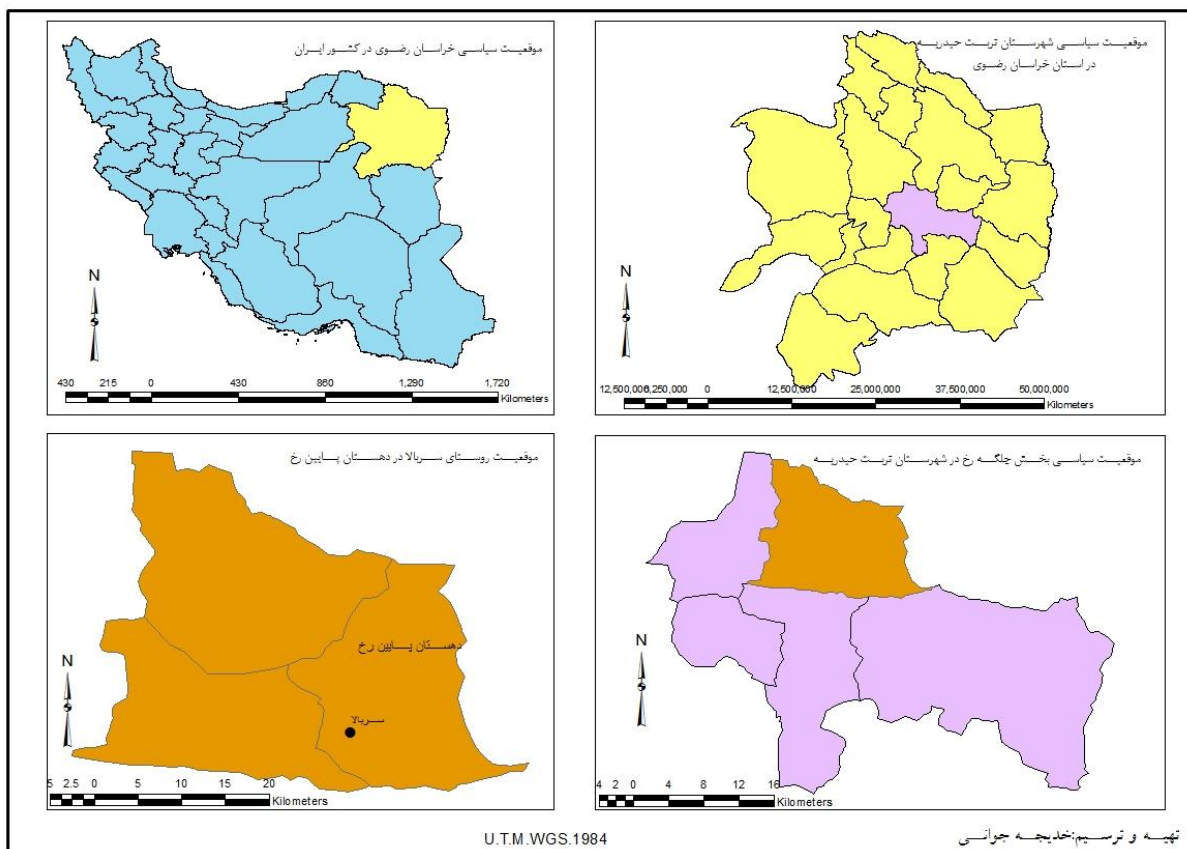 موقعیت سیاسی خراسان رضوی در کشور ایران
N
430 215 0 430 860 1,290 1,720
Kilometers
موقعیت سیاسی شهرستان تربت حیدریه
در استان خراسان رضوی
N
12,500,000 6,250,000 0 12,500,000 25,000,000 37,500,000 50,000,000
Kilometers
موقعیت روستای سربالا در دهستان پایین رخ
دهستان پایین رخ
سربالا
N
5 2.5 0 5 10 15 20
Kilometers
موقعیت سیاسی بخش جلگه رخ در شهرستان تربت حیدریه
N
4 2 0 4 8 12 16
Kilometers
U.T.M.WGS.1984
تهیه و ترسیم:خدیجه جوانی